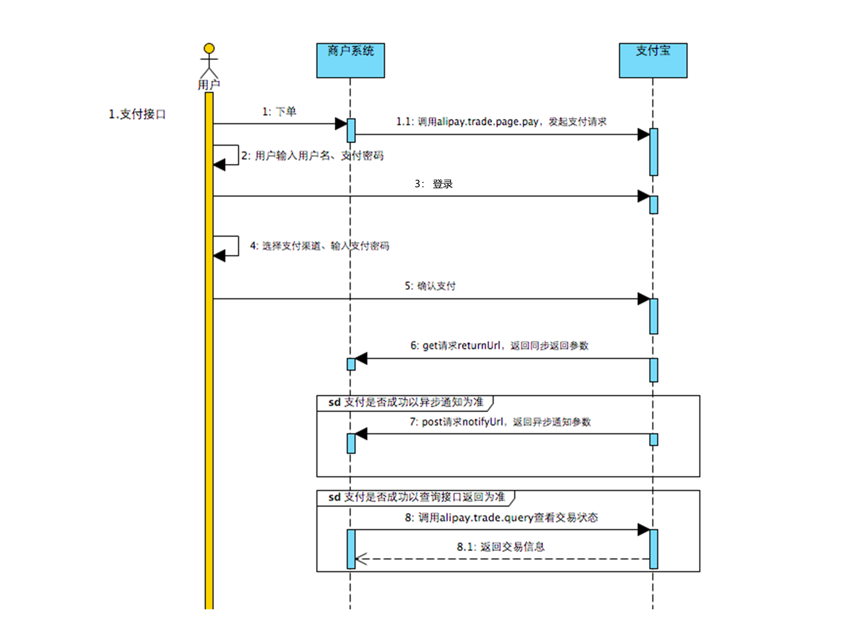 商户系统
支付宝
用户
1.支付接口
1: 下单
1.1: 调用alipay.trade.page.pay，发起支付请求
2: 用户输入用户名、支付密码
3: 登录
4: 选择支付渠道、输入支付密码
5: 确认支付
6: get请求returnUrl，返回同步返回参数
sd 支付是否成功以异步通知为准
7: post请求notifyUrl，返回异步通知参数
sd 支付是否成功以查询接口返回为准
8: 调用alipay.trade.query查看交易状态
8.1: 返回交易信息